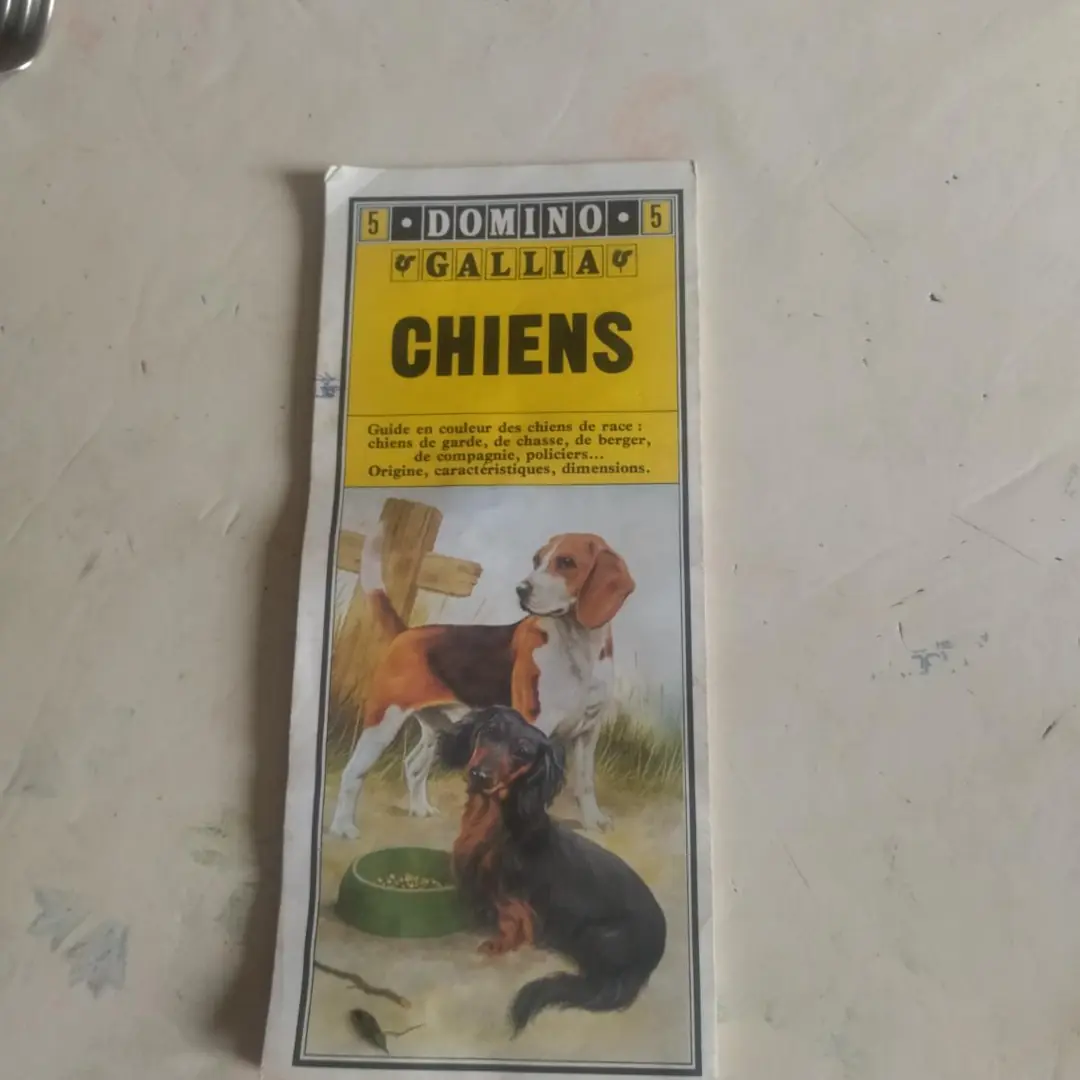 5 • DOMINO • 5
GALLIA
CHIENS
Guide en couleur des chiens de race :
chiens de garde, de chasse, de berger,
de compagnie, policiers...
Origine, caractéristiques, dimensions.